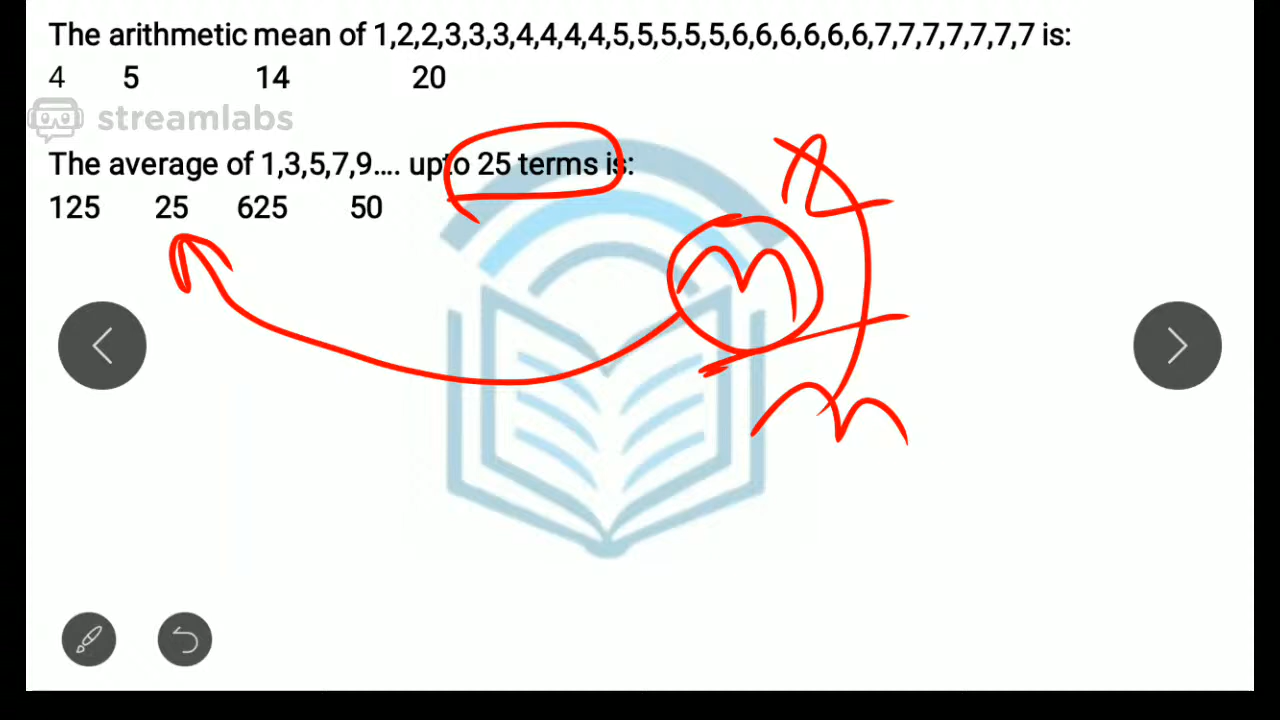 The arithmetic mean of 1,2,2,3,3,3,4,4,4,4,5,5,5,5,5,6,6,6,6,6,6,7,7,7,7,7,7,7 is:
4 5 14 20
streamlabs
The average of 1,3,5,7,9.... upto 25 terms is:
125 25 625 50
n
n